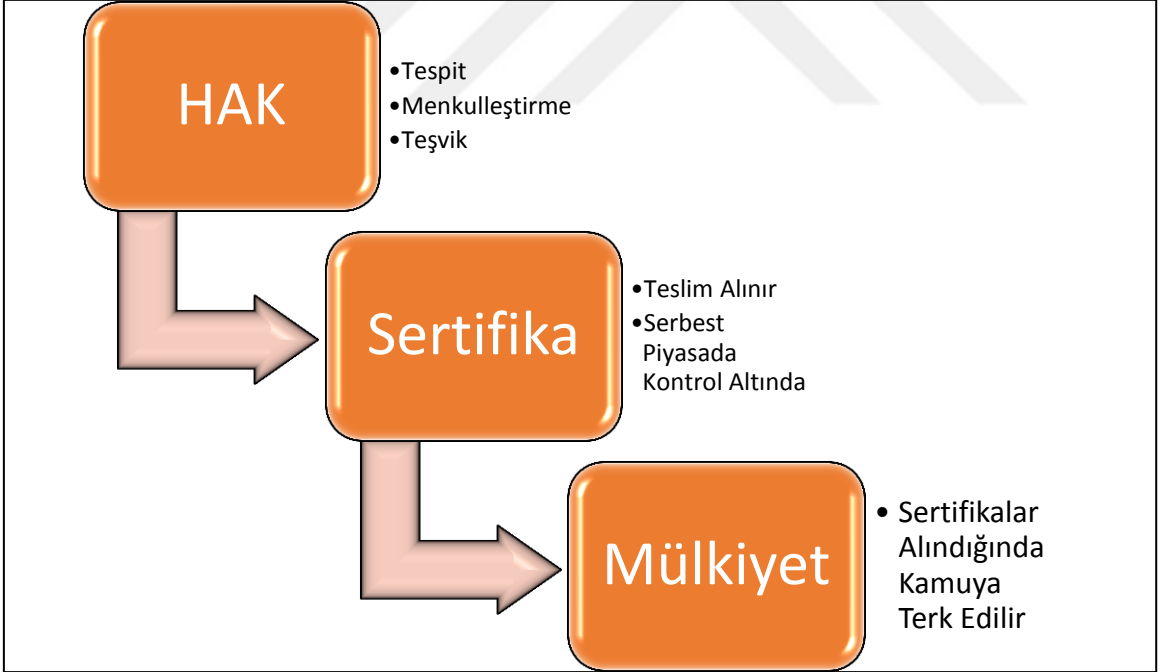 HAK
•Tespit
•Menkulleştirme
•Teşvik
Sertifika
•Teslim Alınır
•Serbest
Piyasada
Kontrol Altında
Mülkiyet
• Sertifikalar
Alındığında
Kamuya
Terk Edilir